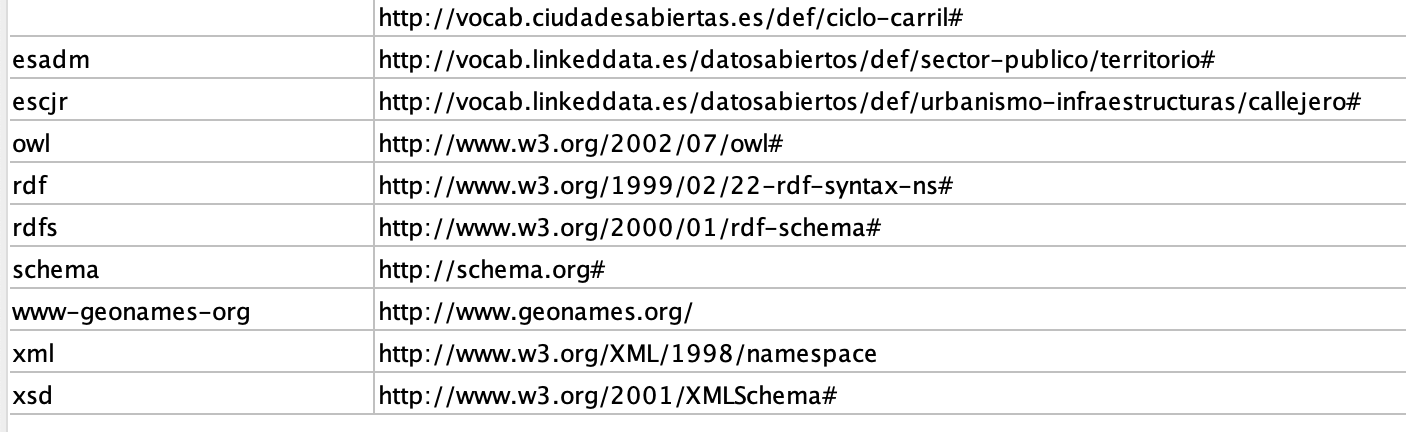 http://vocab.ciudadesabiertas.es/def/ciclo-carril#
esadm http://vocab.linkeddata.es/datosabiertos/def/sector-publico/territorio#
escjr http://vocab.linkeddata.es/datosabiertos/def/urbanismo-infraestructuras/callejero#
owl http://www.w3.org/2002/07/owl#
rdf http://www.w3.org/1999/02/22-rdf-syntax-ns#
rdfs http://www.w3.org/2000/01/rdf-schema#
schema http://schema.org#
www-geonames-org http://www.geonames.org/
xml http://www.w3.org/XML/1998/namespace
xsd http://www.w3.org/2001/XMLSchema#